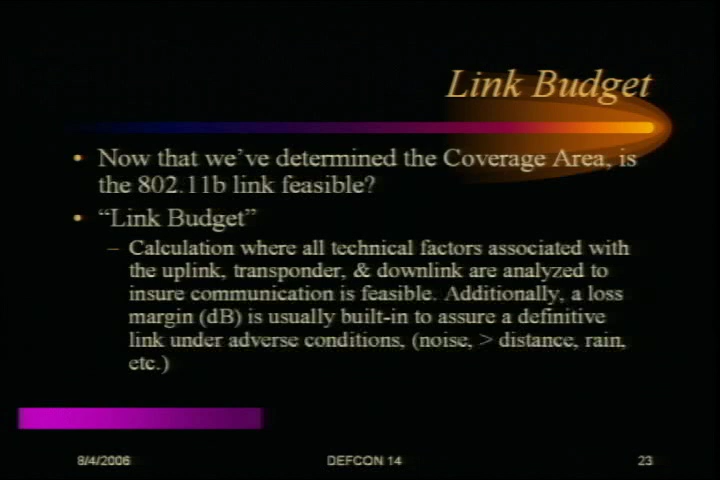 Link Budget
• Now that we've determined the Coverage Area, is
the 802.11b link feasible?
• “Link Budget”
– Calculation where all technical factors associated with
the uplink, transponder, & downlink are analyzed to
insure communication is feasible. Additionally, a loss
margin (dB) is usually built-in to assure a definitive
link under adverse conditions, (noise, > distance, rain,
etc.)
8/4/2006
DEFCON 14
23